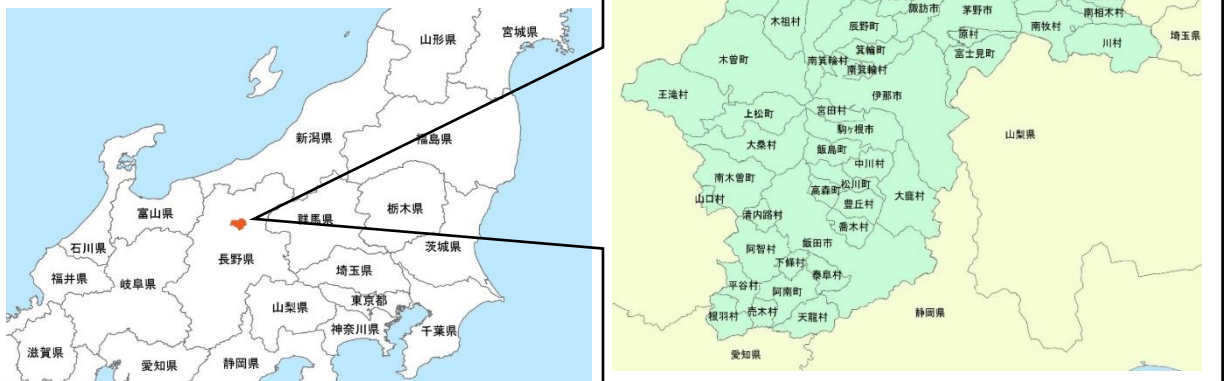 山形県
宮城県
新潟県
福島県
富山県
群馬県
栃木県
石川県
茨城県
長野県
福井県
岐阜県
埼玉県
山梨県
東京都
神奈川県
千葉県
滋賀県
愛知県
静岡県
諏訪市
茅野市
南相木村
木祖村
辰野町
原村
南牧村
川村
埼玉県
箕輪町
富士見町
木曽町
南箕輪村
南箕輪村
王滝村
伊那市
上松町
宮田村
駒ヶ根市
山梨県
大桑村
飯島町
中川村
南木曽町
高森町
松川町
大鹿村
山口村
豊丘村
清内路村
喬木村
阿智村
飯田市
下條村
泰阜村
平谷村
阿南町
根羽村
売木村
天龍村
静岡県
愛知県